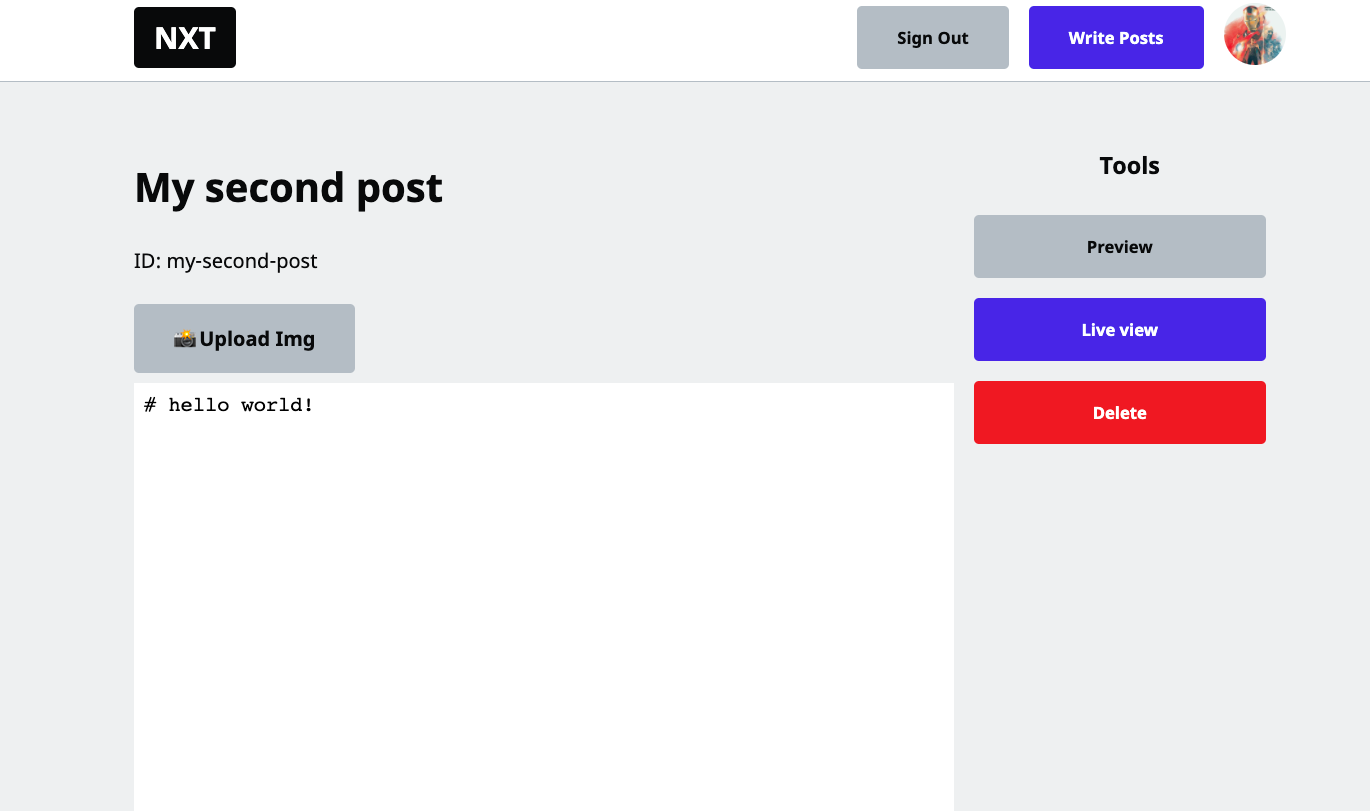 NXT
Sign Out
Write Posts
My second post
ID: my-second-post
📸Upload Img
# hello world!
Tools
Preview
Live view
Delete